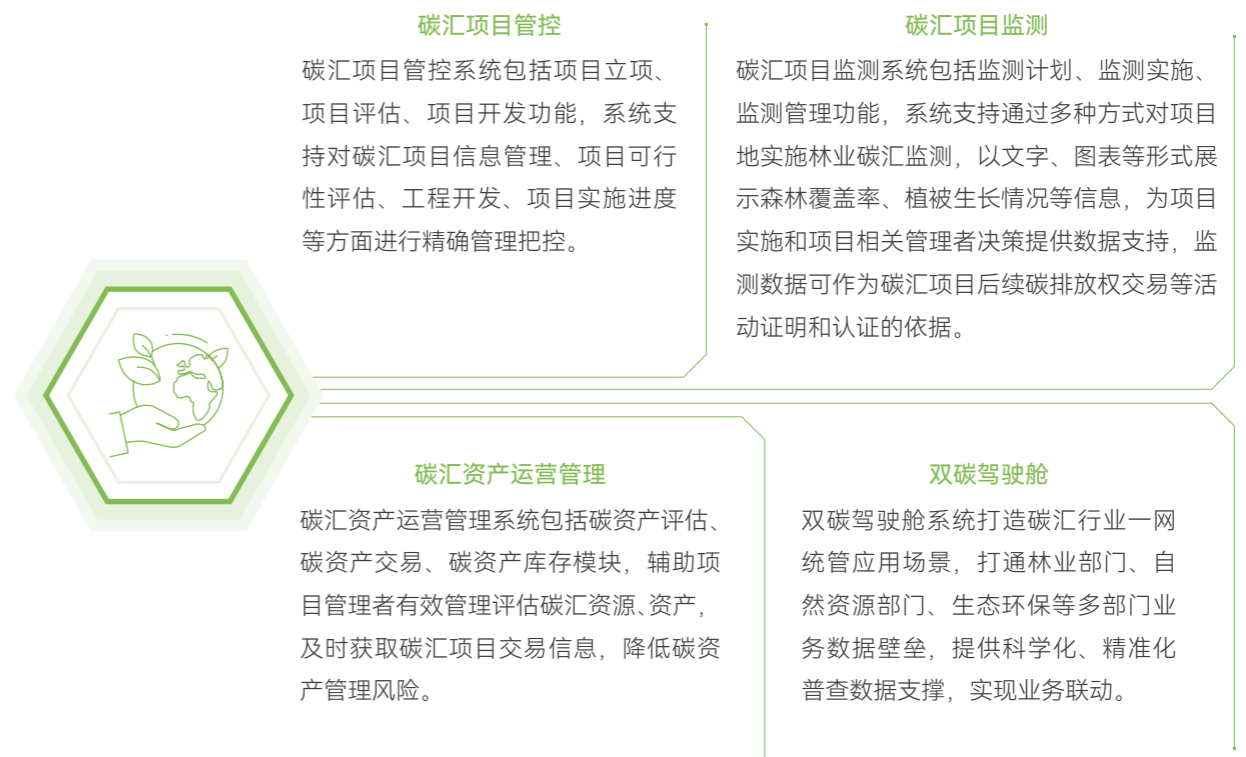 碳汇项目管控
碳汇项目管控系统包括项目立项、
项目评估、项目开发功能，系统支
持对碳汇项目信息管理、项目可行
性评估、工程开发、项目实施进度
等方面进行精确管理把控。
碳汇项目监测
碳汇项目监测系统包括监测计划、监测实施、
监测管理功能，系统支持通过多种方式对项目
地实施林业碳汇监测，以文字、图表等形式展
示森林覆盖率、植被生长情况等信息，为项目
实施和项目相关管理者决策提供数据支持，监
测数据可作为碳汇项目后续碳排放权交易等活
动证明和认证的依据。
碳汇资产运营管理
碳汇资产运营管理系统包括碳资产评估、
碳资产交易、碳资产库存模块，辅助项
目管理者有效管理评估碳汇资源、资产，
及时获取碳汇项目交易信息，降低碳资
产管理风险。
双碳驾驶舱
双碳驾驶舱系统打造碳汇行业一网
统管应用场景，打通林业部门、自
然资源部门、生态环保等多部门业
务数据壁垒，提供科学化、精准化
普查数据支撑，实现业务联动。